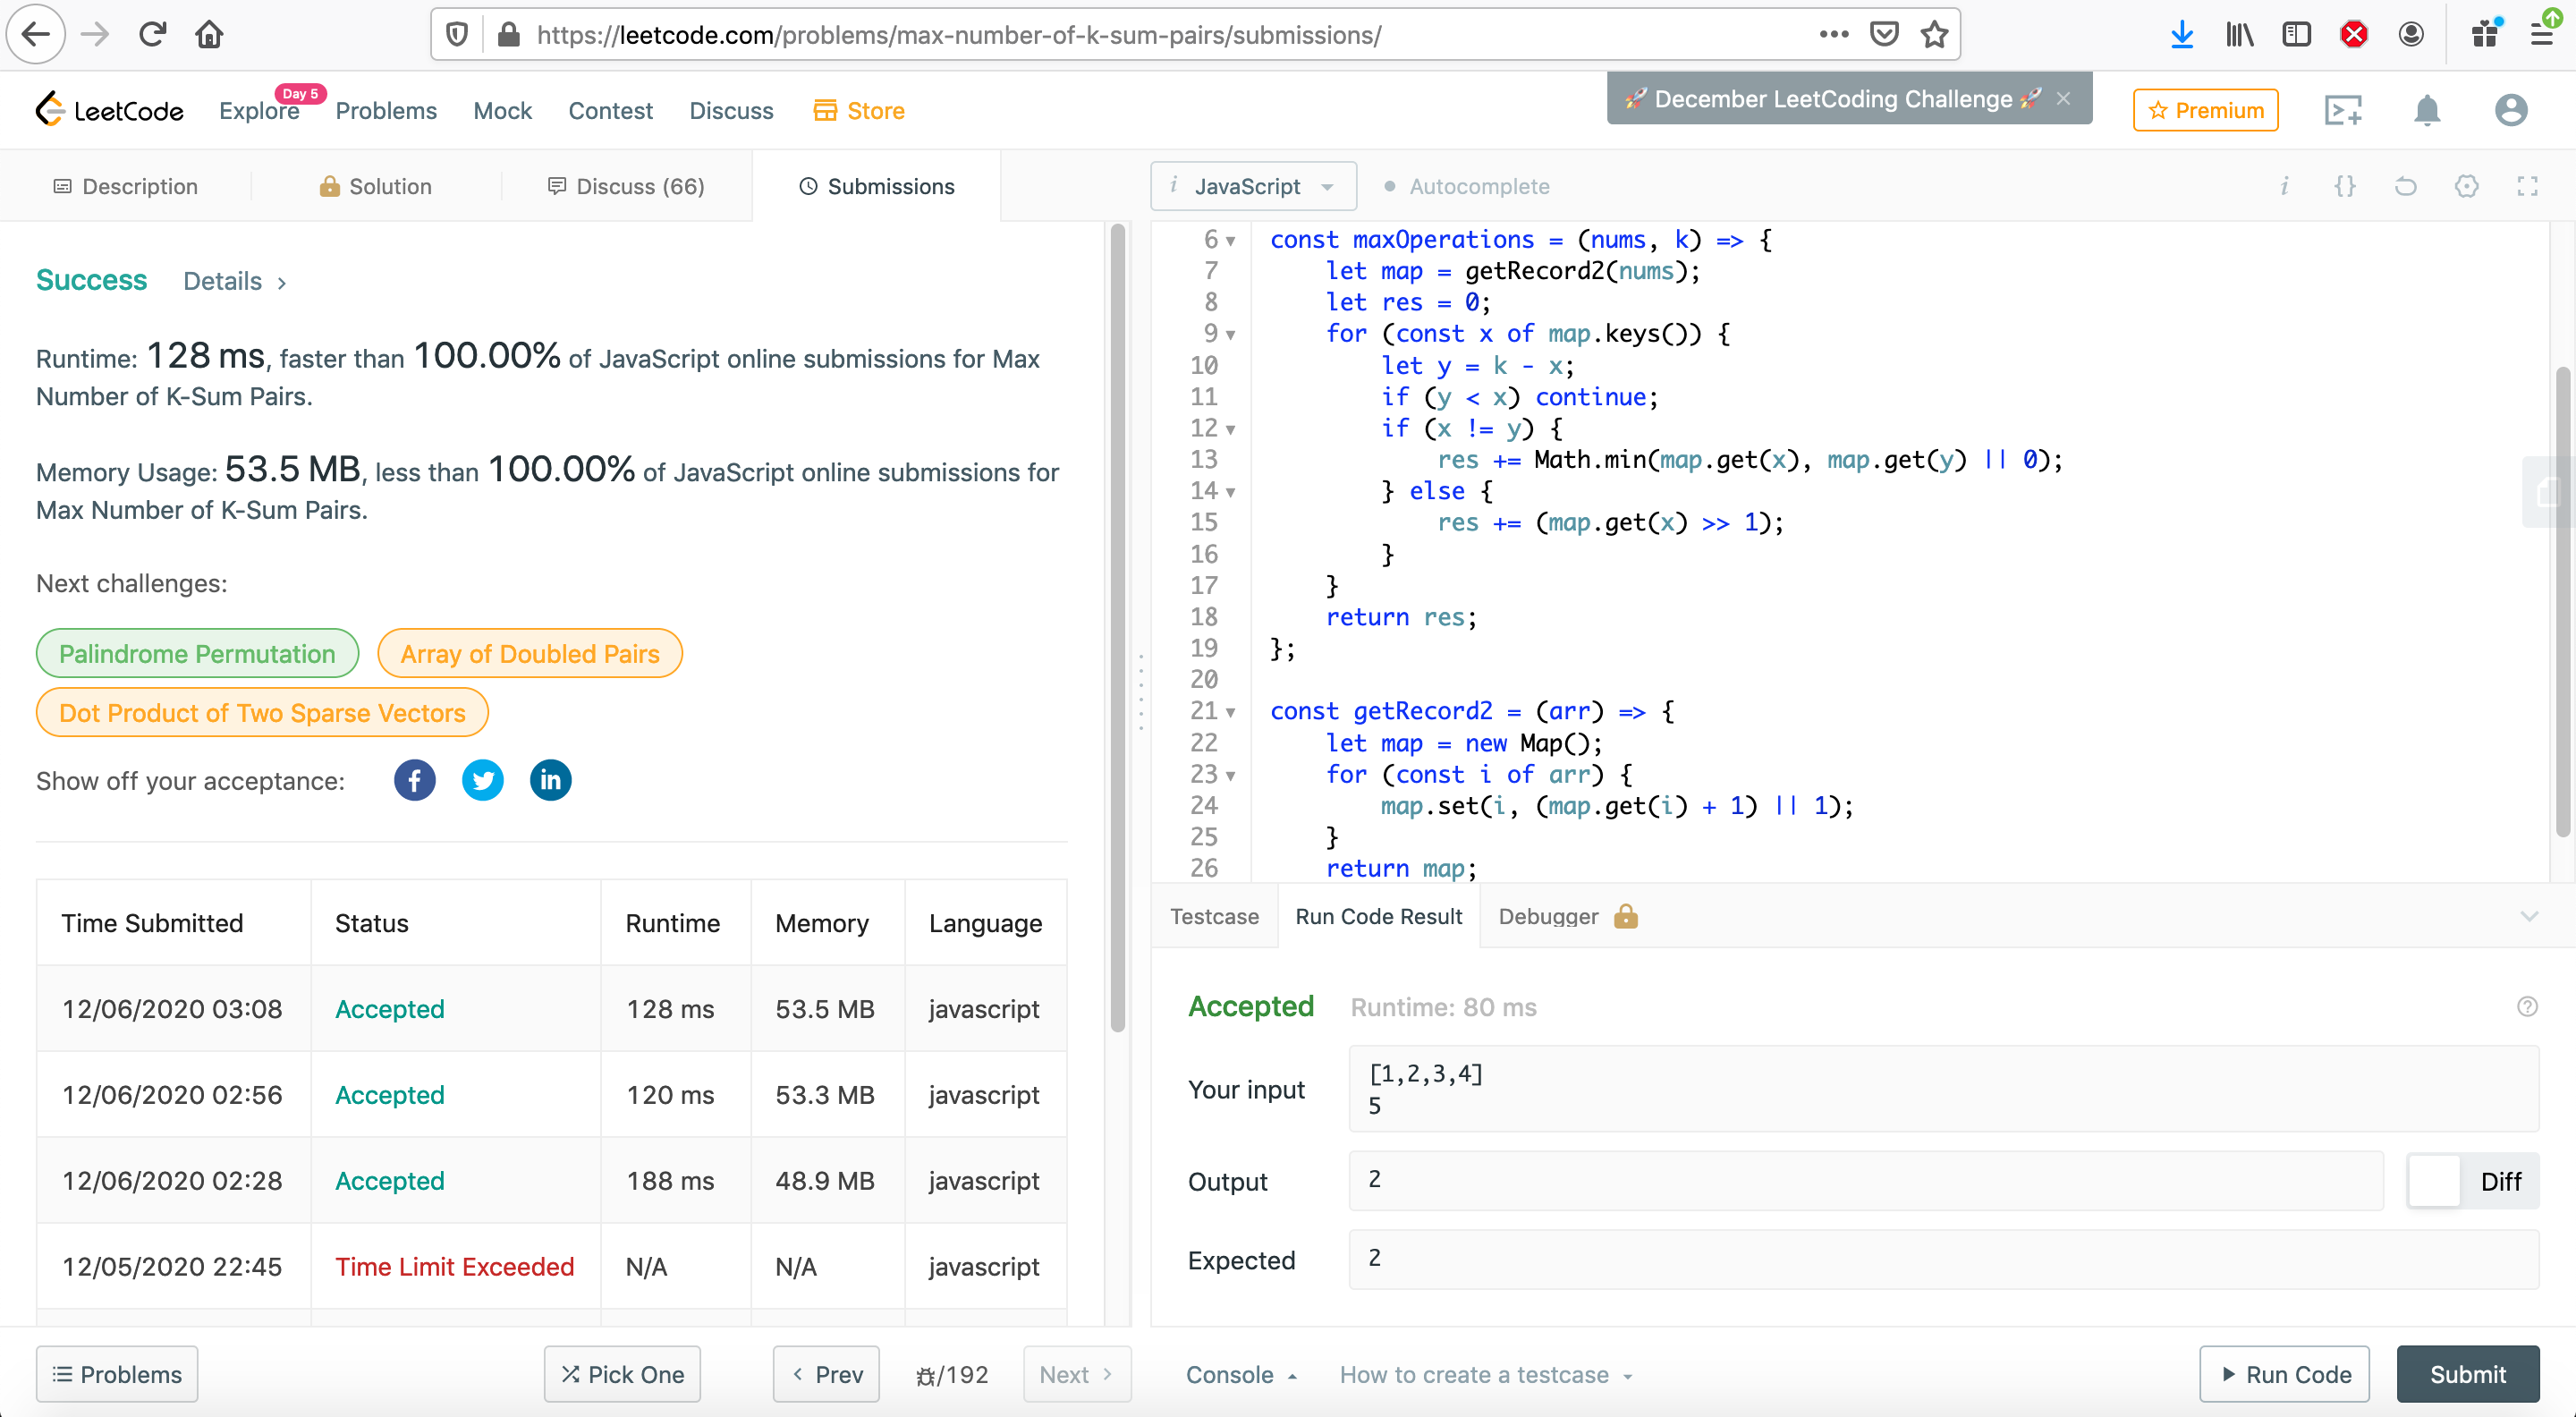 https://leetcode.com/problems/max-number-of-k-sum-pairs/submissions/
LeetCode
Explore
Day 5
Problems
Mock
Contest
Discuss
Store
🚀 December LeetCoding Challenge 🚀
Premium
Description
Solution
Discuss (66)
Submissions
Success
Details
Runtime: 128 ms, faster than 100.00% of JavaScript online submissions for Max
Number of K-Sum Pairs.
Memory Usage: 53.5 MB, less than 100.00% of JavaScript online submissions for
Max Number of K-Sum Pairs.
Next challenges:
Palindrome Permutation
Array of Doubled Pairs
Dot Product of Two Sparse Vectors
Show off your acceptance:
Time Submitted Status Runtime Memory Language
12/06/2020 03:08 Accepted 128 ms 53.5 MB javascript
12/06/2020 02:56 Accepted 120 ms 53.3 MB javascript
12/06/2020 02:28 Accepted 188 ms 48.9 MB javascript
12/05/2020 22:45 Time Limit Exceeded N/A N/A javascript
Problems
Pick One
Prev
/192
Next
i JavaScript
Autocomplete
i {}
6 const maxOperations = (nums, k) => {
7 let map = getRecord2(nums);
8 let res = 0;
9 for (const x of map.keys()) {
10 let y = k - x;
11 if (y < x) continue;
12 if (x != y) {
13 res += Math.min(map.get(x), map.get(y) || 0);
14 } else {
15 res += (map.get(x) >> 1);
16 }
17 }
18 return res;
19 };
20
21 const getRecord2 = (arr) => {
22 let map = new Map();
23 for (const i of arr) {
24 map.set(i, (map.get(i) + 1) || 1);
25 }
26 return map;
Testcase
Run Code Result
Debugger
Accepted
Runtime: 80 ms
Your input
[1,2,3,4]
5
Output
2
Diff
Expected
2
Console
How to create a testcase
Run Code
Submit